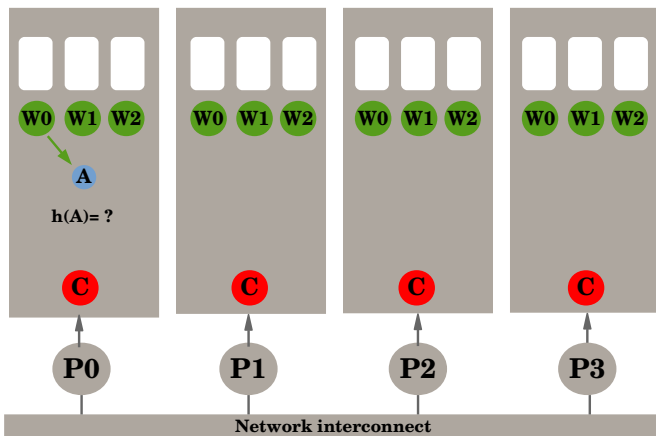 W0 W1 W2 W0 W1 W2 W0 W1 W2 W0 W1 W2
A
h(A)= ?
C C C C
P0 P1 P2 P3
Network interconnect